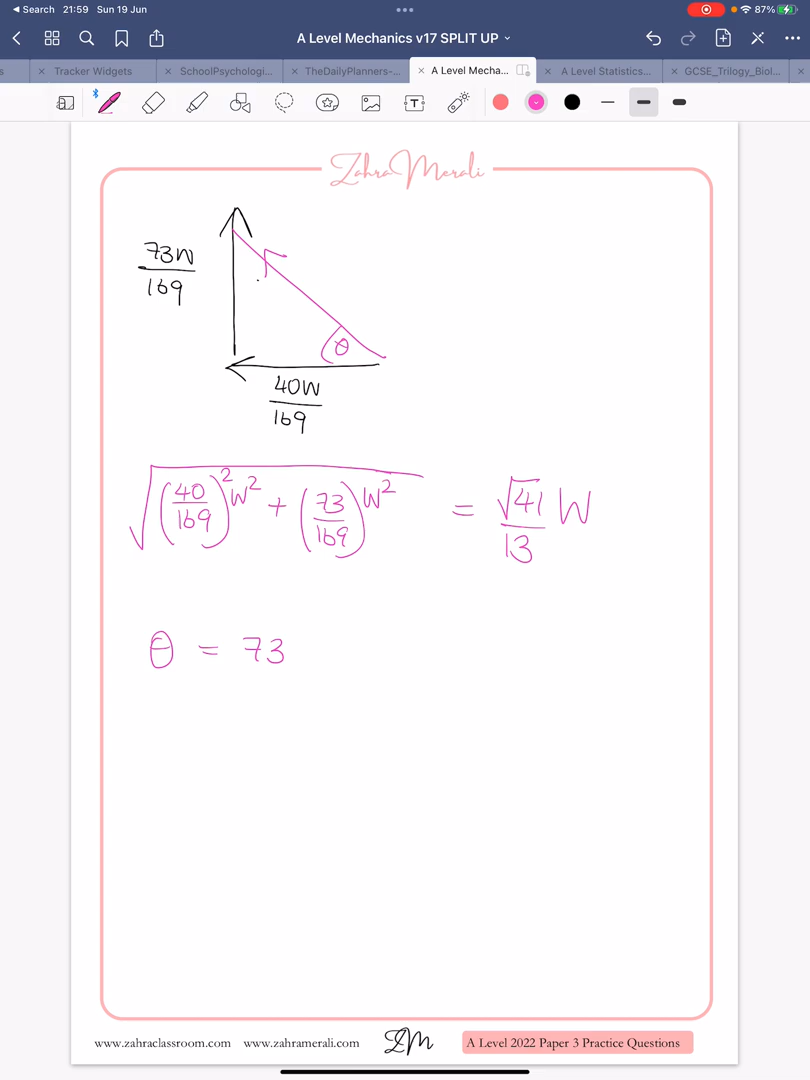 Search 21:59 Sun 19 Jun 87%
A Level Mechanics v17 SPLIT UP
s Tracker Widgets SchoolPsychologi... TheDailyPlanners-... A Level Mecha... A Level Statistics... GCSE_Trilogy_Biol...
T
Zahra Merali
73W
169
θ
40W
169
√((40/169)²W² + (73/169)W²) = √41/13 W
θ = 73
www.zahraclassroom.com www.zahramerali.com ZM A Level 2022 Paper 3 Practice Questions